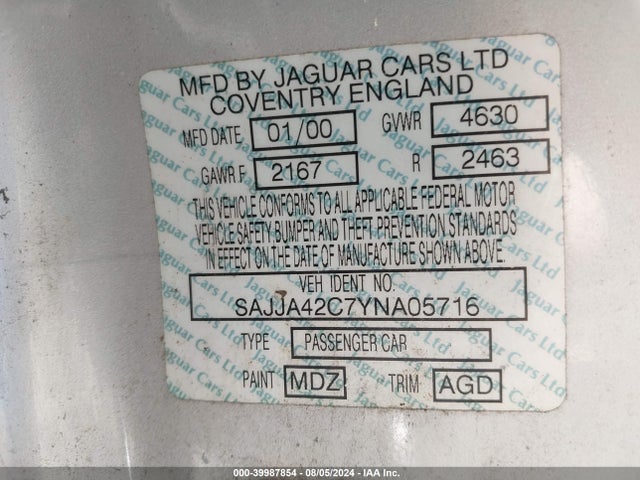 MFD BY JAGUAR CARS LTD
COVENTRY ENGLAND
MFD DATE 01/00 GVWR 4630
GAWR F 2167 R 2463
THIS VEHICLE CONFORMS TO ALL APPLICABLE FEDERAL MOTOR
VEHICLE SAFETY, BUMPER AND THEFT PREVENTION STANDARDS
IN EFFECT ON THE DATE OF MANUFACTURE SHOWN ABOVE.
VEH IDENT NO.
SAJJA42C7YNA05716
TYPE PASSENGER CAR
PAINT MDZ TRIM AGD
Jaguar Cars Ltd
000-39987854 - 08/05/2024 - IAA Inc.